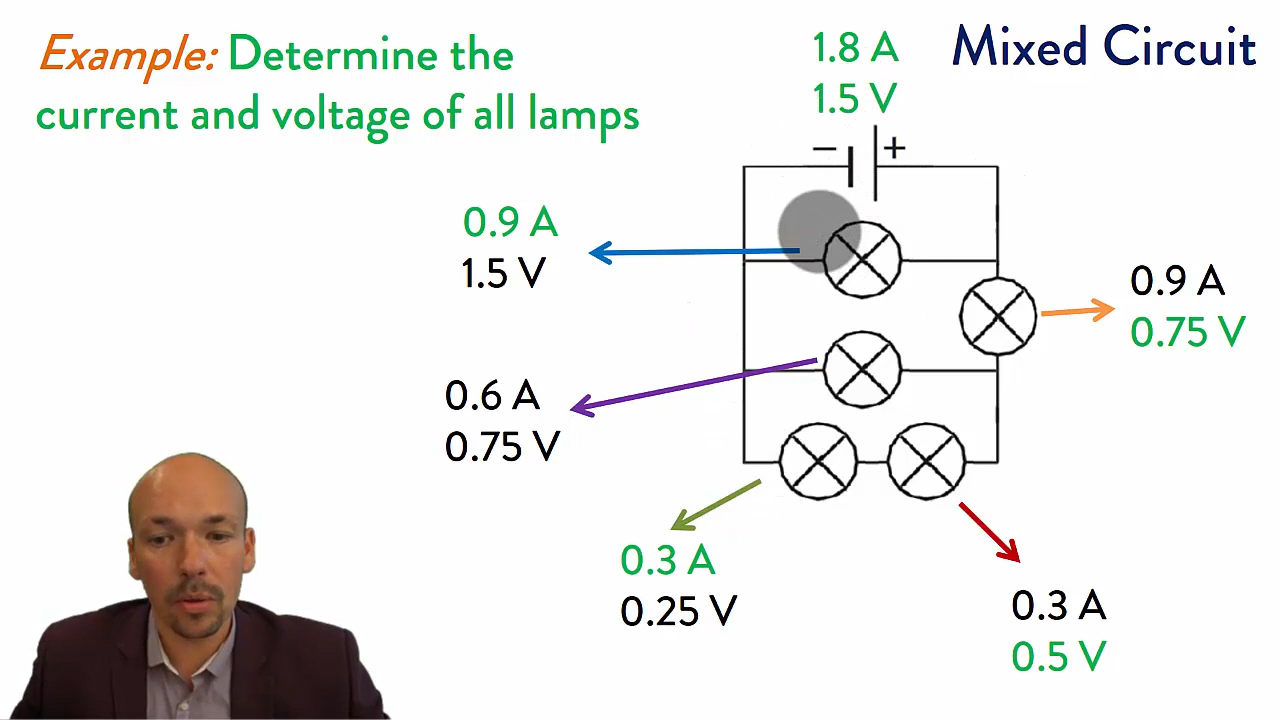 Example: Determine the
current and voltage of all lamps
1.8 A
1.5 V
Mixed Circuit
− +
0.9 A
1.5 V
0.9 A
0.75 V
0.6 A
0.75 V
0.3 A
0.25 V
0.3 A
0.5 V